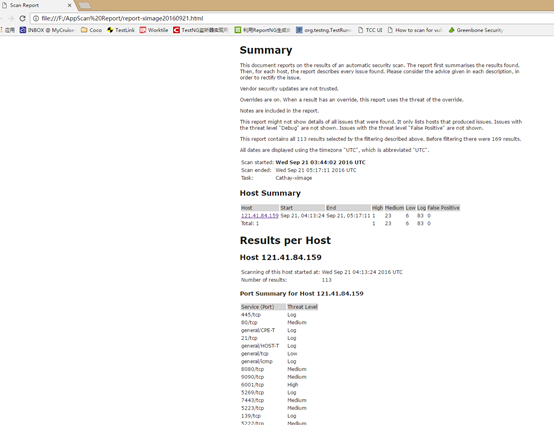 Scan Report
file:///F:/AppScan%20Report/report-ximage20160921.html
应用 INBOX @ MyCruise Coco TestLink Worktile TestNG监听器实现用 利用ReportNG生成 org.testng.TestRun TCC UI How to scan for vul Greenbone Security
Summary
This document reports on the results of an automatic security scan. The report first summarises the results found.
Then, for each host, the report describes every issue found. Please consider the advice given in each description, in
order to rectify the issue.
Vendor security updates are not trusted.
Overrides are on. When a result has an override, this report uses the threat of the override.
Notes are included in the report.
This report might not show details of all issues that were found. It only lists hosts that produced issues. Issues with
the threat level "Debug" are not shown. Issues with the threat level "False Positive" are not shown.
This report contains all 113 results selected by the filtering described above. Before filtering there were 169 results.
All dates are displayed using the timezone "UTC", which is abbreviated "UTC".
Scan started: Wed Sep 21 03:44:02 2016 UTC
Scan ended: Wed Sep 21 05:17:11 2016 UTC
Task: Cathay-ximage
Host Summary
Host Start End High Medium Low Log False Positive
121.41.84.159 Sep 21, 04:13:24 Sep 21, 05:17:11 1 23 6 83 0
Total: 1 1 23 6 83 0
Results per Host
Host 121.41.84.159
Scanning of this host started at: Wed Sep 21 04:13:24 2016 UTC
Number of results: 113
Port Summary for Host 121.41.84.159
Service (Port) Threat Level
445/tcp Log
80/tcp Medium
general/CPE-T Log
21/tcp Log
general/HOST-T Log
general/tcp Low
general/icmp Log
8080/tcp Medium
9090/tcp Medium
6001/tcp High
5269/tcp Log
7443/tcp Medium
5223/tcp Medium
139/tcp Log
5222/tcp Medium